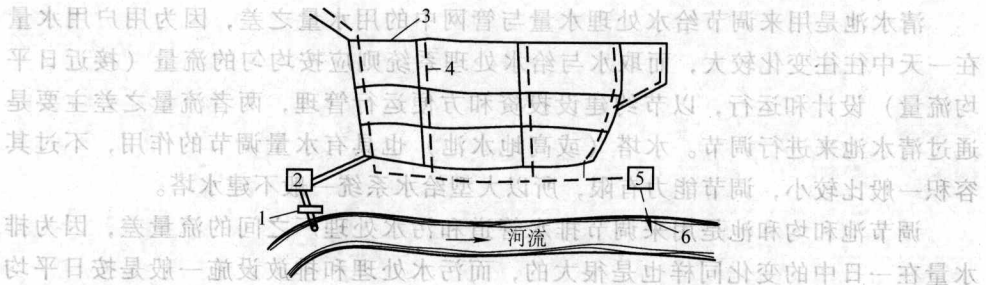 清水池是用来调节给水处理水量与管网中的用水量之差，因为用户用水量
3
在一天中往往变化较大，而取水与给水处理系统则应按均匀的流量（接近日平
4
均流量）设计和运行，以节约建设投资和方便运行管理，两者流量之差主要是
通过清水池来进行调节。水塔（或高地水池）也具有水量调节的作用，不过其
2
5
容积一般比较小，调节能力有限，所以大型给水系统一般不建水塔。
1
河流
6
调节池和均和池是用来调节排水管道和污水处理厂之间的流量差，因为排
水量在一日中的变化同样也是很大的，而污水处理和排放设施一般是按日平均